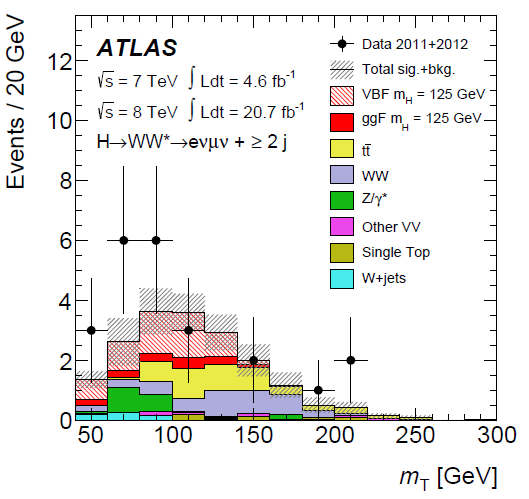 ATLAS
√s = 7 TeV ∫ Ldt = 4.6 fb⁻¹
√s = 8 TeV ∫ Ldt = 20.7 fb⁻¹
H→WW*→eνμν + ≥ 2 j
Data 2011+2012
Total sig.+bkg.
VBF m_H = 125 GeV
ggF m_H = 125 GeV
tt̄
WW
Z/γ*
Other VV
Single Top
W+jets
Events / 20 GeV
12
10
8
6
4
2
0
50 100 150 200 250 300
m_T [GeV]